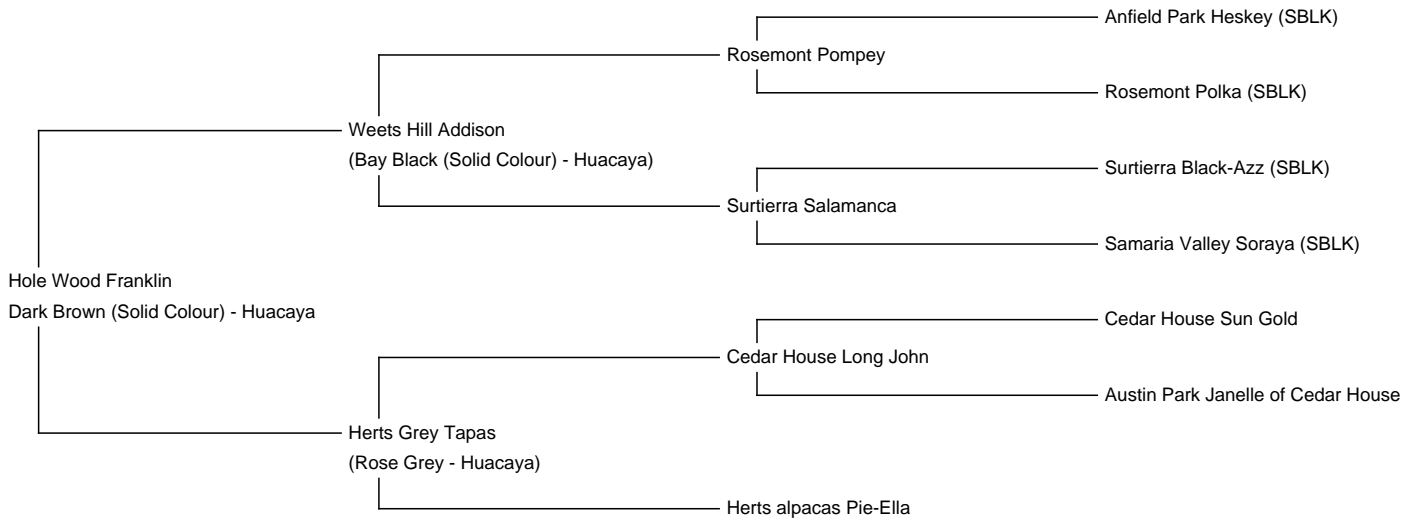 Anfield Park Heskey (SBLK)
Rosemont Pompey
Rosemont Polka (SBLK)
Weets Hill Addison
(Bay Black (Solid Colour) - Huacaya)
Surtierra Black-Azz (SBLK)
Surtierra Salamanca
Samaria Valley Soraya (SBLK)
Hole Wood Franklin
Dark Brown (Solid Colour) - Huacaya
Cedar House Sun Gold
Cedar House Long John
Austin Park Janelle of Cedar House
Herts Grey Tapas
(Rose Grey - Huacaya)
Herts alpacas Pie-Ella